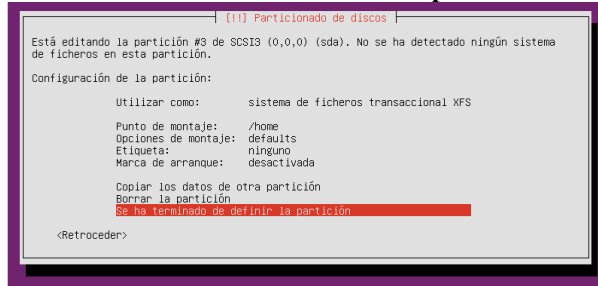 [!!] Particionado de discos
Está editando la partición #3 de SCSI3 (0,0,0) (sda). No se ha detectado ningún sistema
de ficheros en esta partición.
Configuración de la partición:
Utilizar como: sistema de ficheros transaccional XFS
Punto de montaje: /home
Opciones de montaje: defaults
Etiqueta: ninguno
Marca de arranque: desactivada
Copiar los datos de otra partición
Borrar la partición
Se ha terminado de definir la partición
<Retroceder>